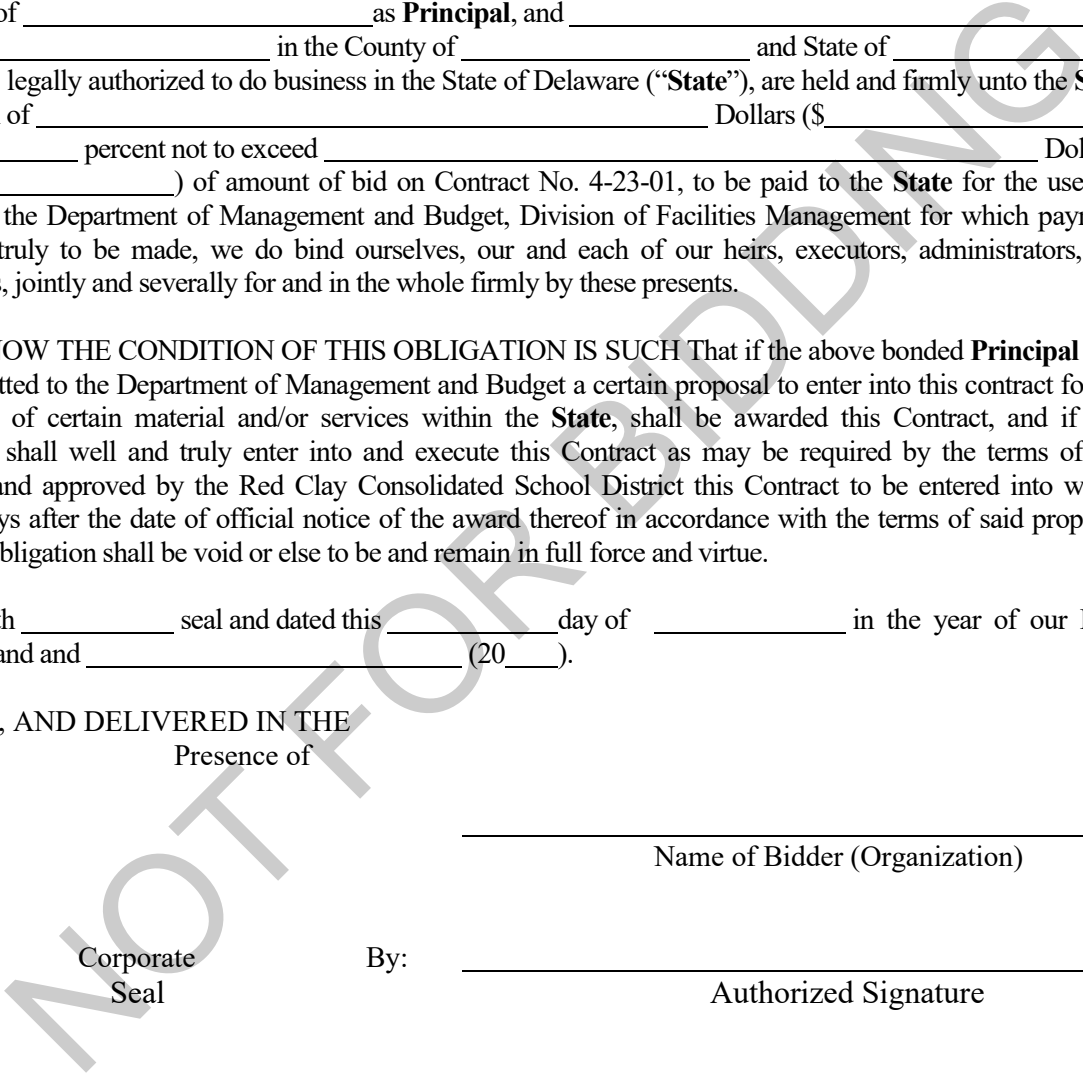 of as Principal, and
in the County of and State of
legally authorized to do business in the State of Delaware (“State”), are held and firmly unto the
of Dollars ($
percent not to exceed
) of amount of bid on Contract No. 4-23-01, to be paid to the State for the use
the Department of Management and Budget, Division of Facilities Management for which
truly to be made, we do bind ourselves, our and each of our heirs, executors, administrators,
, jointly and severally for and in the whole firmly by these presents.
NOW THE CONDITION OF THIS OBLIGATION IS SUCH That if the above bonded Principal
to the Department of Management and Budget a certain proposal to enter into this contract
of certain material and/or services within the State, shall be awarded this Contract, and if
shall well and truly enter into and execute this Contract as may be required by the terms of
and approved by the Red Clay Consolidated School District this Contract to be entered into
after the date of official notice of the award thereof in accordance with the terms of said
obligation shall be void or else to be and remain in full force and virtue.
seal and dated this day of in the year of our
and (20 ).
, AND DELIVERED IN THE
Presence of
Name of Bidder (Organization)
Corporate By:
Seal Authorized Signature
NOT FOR BIDDING